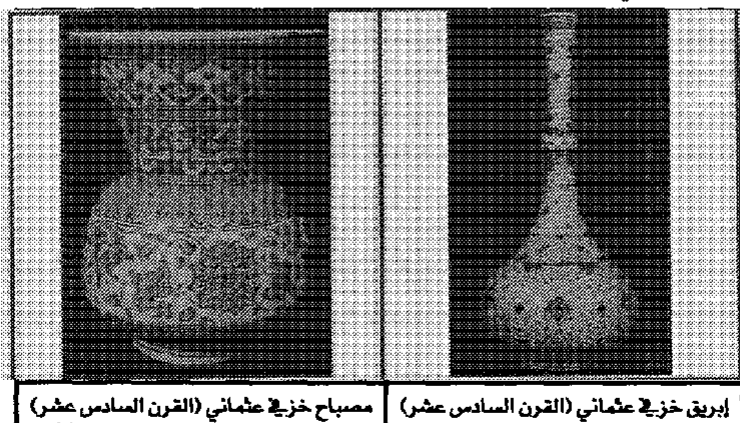 إبريق خزفي عثماني (القرن السادس عشر)
مصباح خزفي عثماني (القرن السادس عشر)